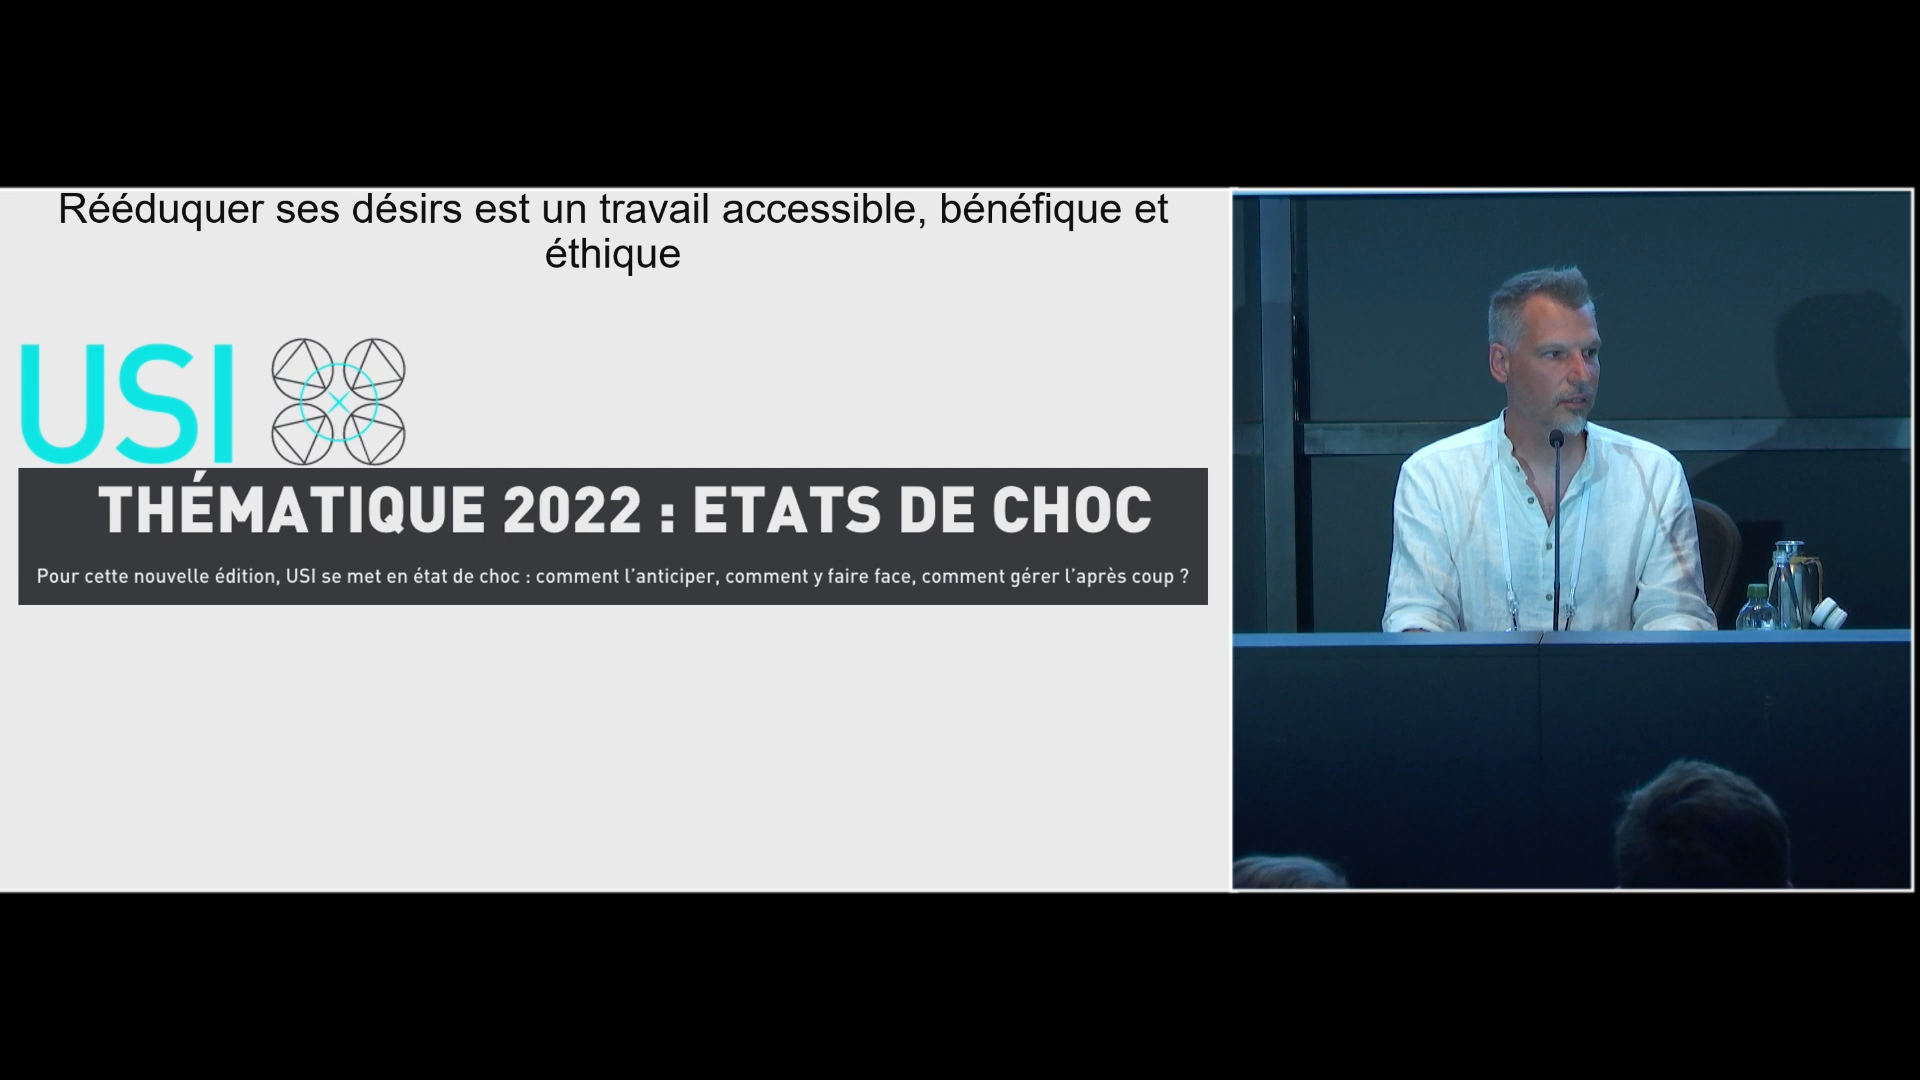 Rééduquer ses désirs est un travail accessible, bénéfique et
éthique
USI
THÉMATIQUE 2022 : ETATS DE CHOC
Pour cette nouvelle édition, USI se met en état de choc : comment l'anticiper, comment y faire face, comment gérer l'après coup ?